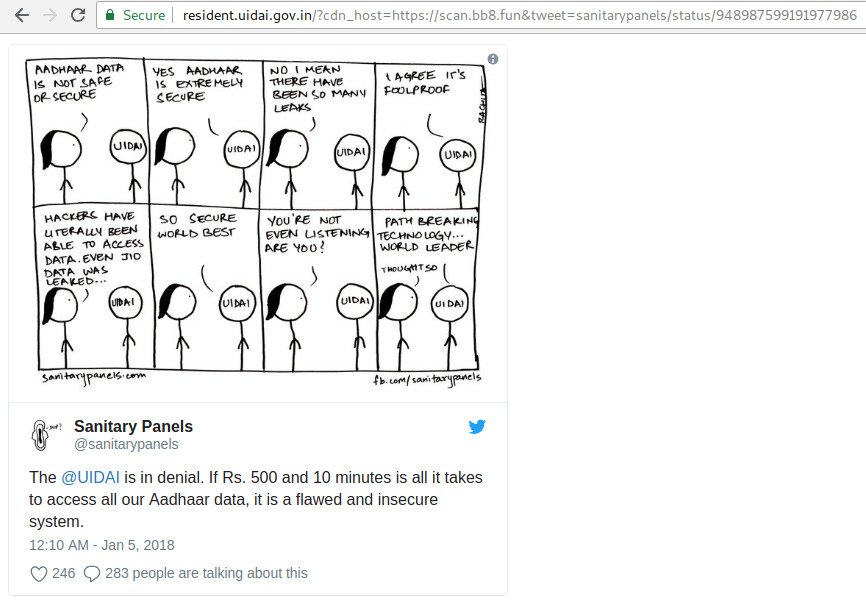 Secure
resident.uidai.gov.in/?cdn_host=https://scan.bb8.fun&tweet=sanitarypanels/status/948987599191977986
AADHAAR DATA
IS NOT SAFE
OR SECURE
UIDAI
YES AADHAAR
IS EXTREMELY
SECURE
UIDAI
NO I MEAN
THERE HAVE
BEEN SO MANY
LEAKS
UIDAI
I AGREE IT'S
FOOLPROOF
UIDAI
RACHITA
HACKERS HAVE
LITERALLY BEEN
ABLE TO ACCESS
DATA. EVEN JIO
DATA WAS
LEAKED...
UIDAI
SO SECURE
WORLD BEST
UIDAI
YOU'RE NOT
EVEN LISTENING
ARE YOU?
UIDAI
PATH BREAKING
TECHNOLOGY...
WORLD LEADER
THOUGHT SO
UIDAI
sanitarypanels.com
fb.com/sanitarypanels
Sanitary Panels
@sanitarypanels
The @UIDAI is in denial. If Rs. 500 and 10 minutes is all it takes
to access all our Aadhaar data, it is a flawed and insecure
system.
12:10 AM - Jan 5, 2018
246 283 people are talking about this